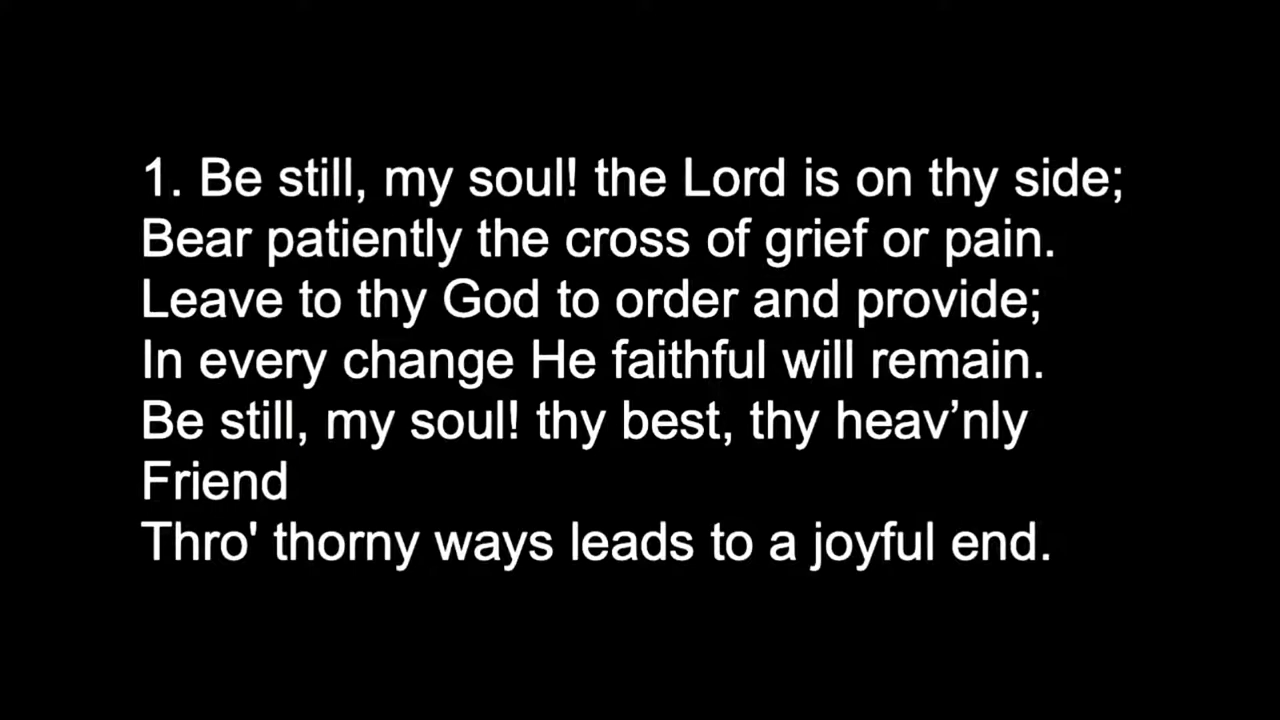 1. Be still, my soul! the Lord is on thy side;
Bear patiently the cross of grief or pain.
Leave to thy God to order and provide;
In every change He faithful will remain.
Be still, my soul! thy best, thy heav’nly
Friend
Thro' thorny ways leads to a joyful end.